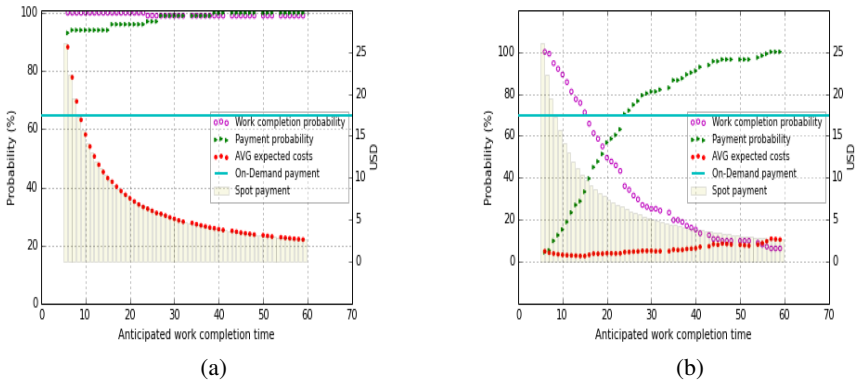 100
80
60
40
20
0
Probability (%)
25
20
15
10
5
0
USD
Work completion probability
Payment probability
AVG expected costs
On-Demand payment
Spot payment
0 10 20 30 40 50 60 70
Anticipated work completion time
(a)
100
80
60
40
20
0
Probability (%)
25
20
15
10
5
0
USD
Work completion probability
Payment probability
AVG expected costs
On-Demand payment
Spot payment
0 10 20 30 40 50 60 70
Anticipated work completion time
(b)